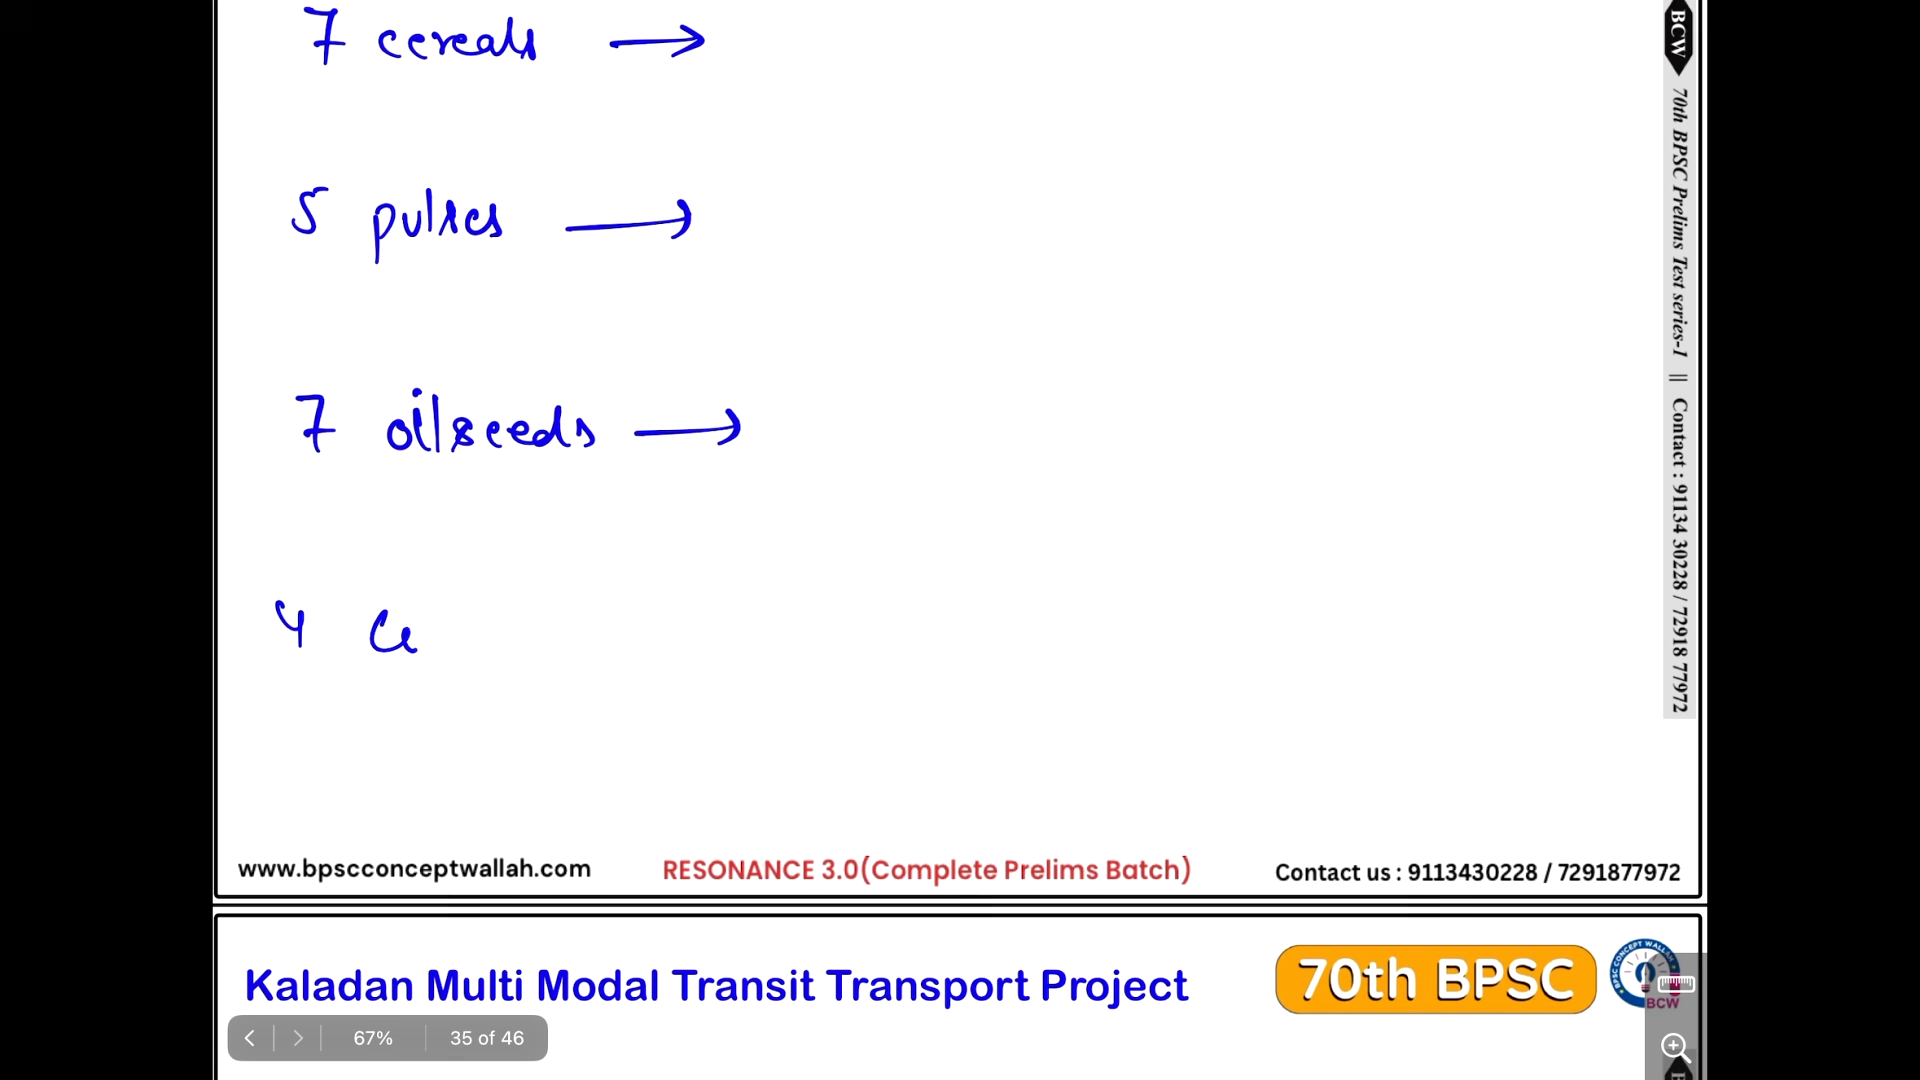 7 cereals →
5 pulses →
7 oilseeds →
4
BCW 70th BPSC Prelims Test series-1 || Contact : 91134 30228 / 72918 77972
www.bpscconceptwallah.com RESONANCE 3.0(Complete Prelims Batch) Contact us : 9113430228 / 7291877972
Kaladan Multi Modal Transit Transport Project 70th BPSC
BCW
67% 35 of 46